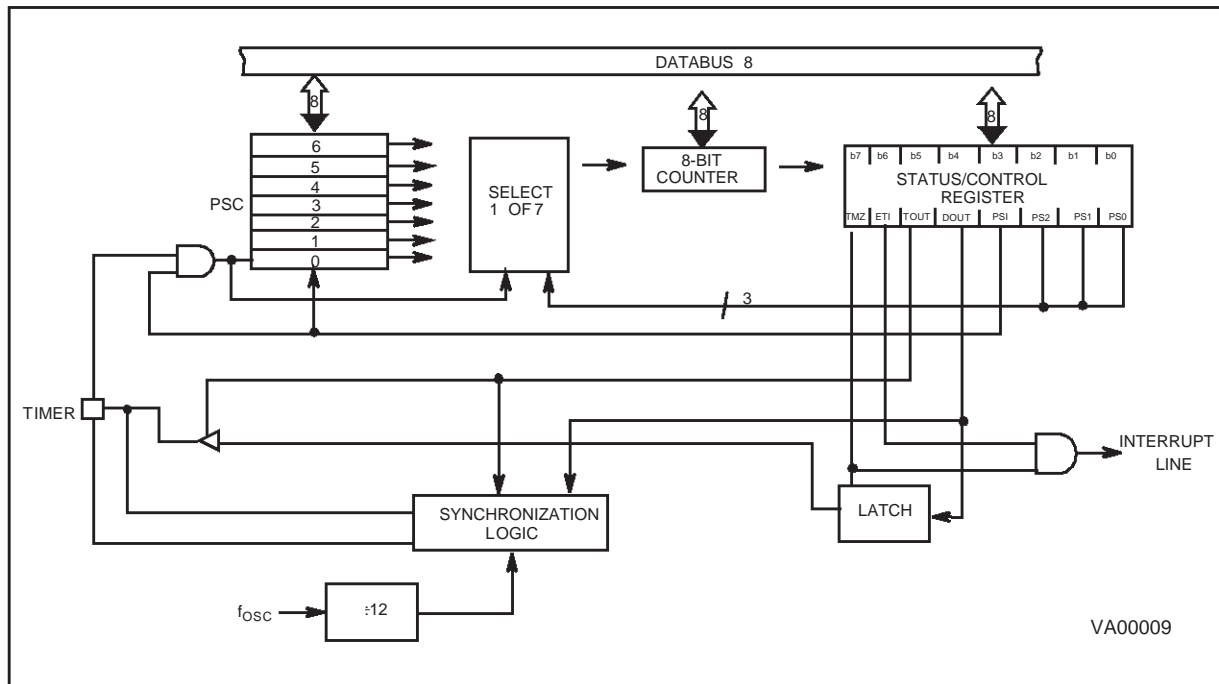 DATABUS 8
8
8
8
6
5
4
3
2
1
0
PSC
SELECT
1 OF 7
8-BIT
COUNTER
b7 b6 b5 b4 b3 b2 b1 b0
STATUS/CONTROL
REGISTER
TMZ ETI TOUT DOUT PSI PS2 PS1 PS0
3
TIMER
INTERRUPT
LINE
LATCH
SYNCHRONIZATION
LOGIC
fOSC
÷12
VA00009